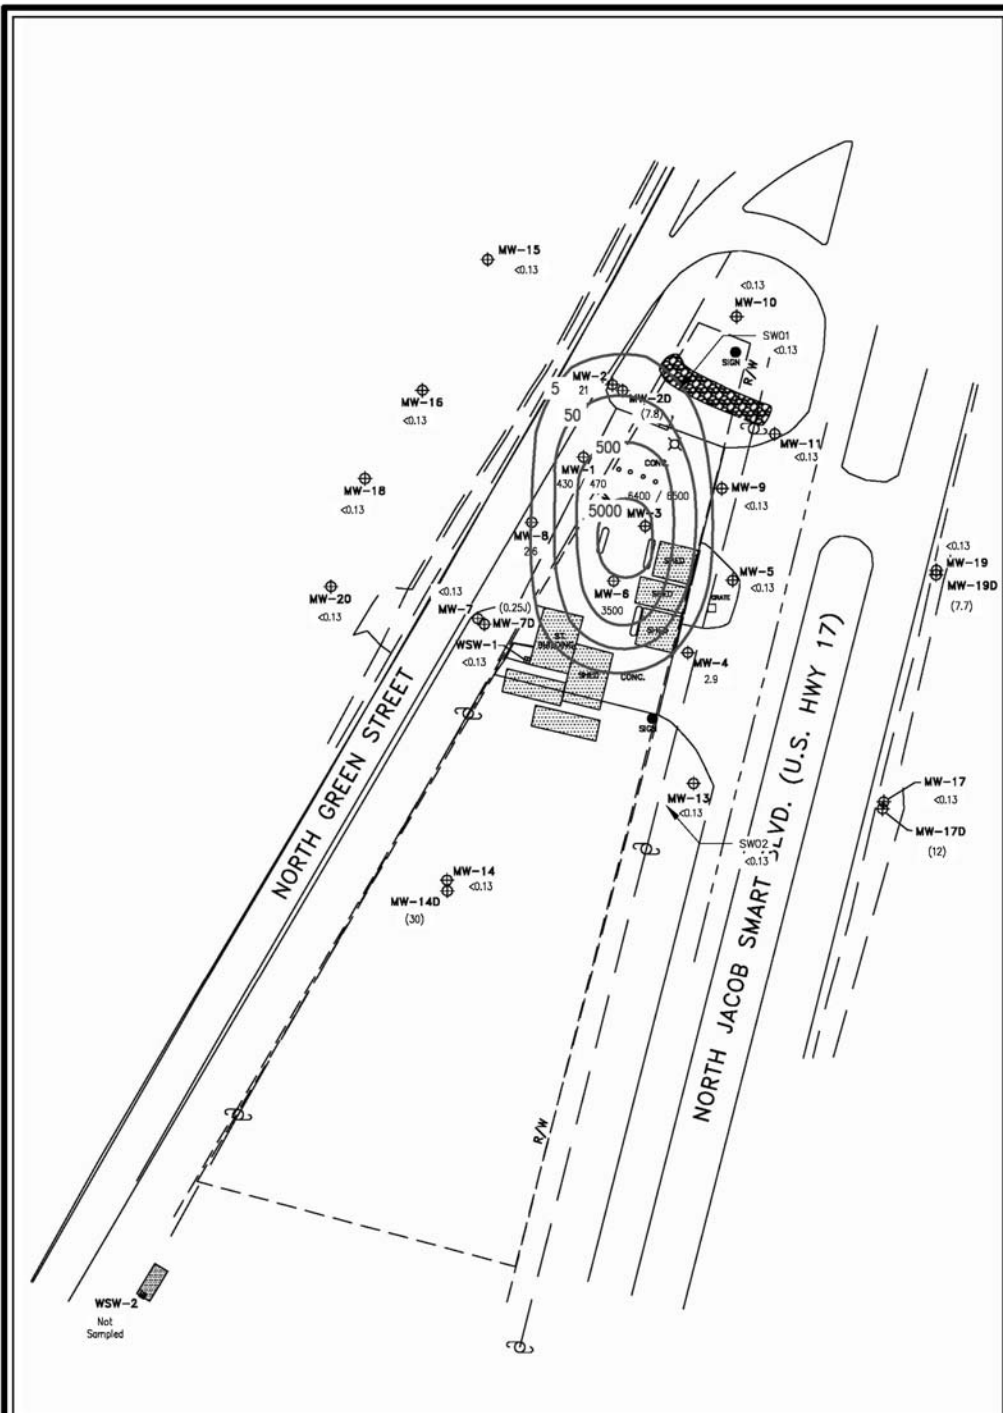 MW-15
<0.13
<0.13
MW-10
SW01
<0.13
SIGN
R/W
MW-2
5
21
MW-2D
(7.8)
MW-16
<0.13
50
MW-11
<0.13
500
CONC.
MW-1
430
470
MW-18
<0.13
6400 / 6500
MW-9
<0.13
5000
MW-3
MW-8
2.6
SHED
<0.13
MW-19
MW-19D
(7.7)
MW-20
<0.13
<0.13
MW-6
3500
SHED
MW-5
<0.13
GRATE
MW-7
(0.25J)
MW-7D
ST.
BUILDING
SHED
WSW-1
<0.13
MW-4
2.9
SHED
CONC.
SIGN
NORTH GREEN STREET
MW-13
<0.13
MW-17
<0.13
MW-17D
(12)
SW02
<0.13
MW-14
<0.13
MW-14D
(30)
NORTH JACOB SMART BLVD. (U.S. HWY 17)
R/W
WSW-2
Not
Sampled